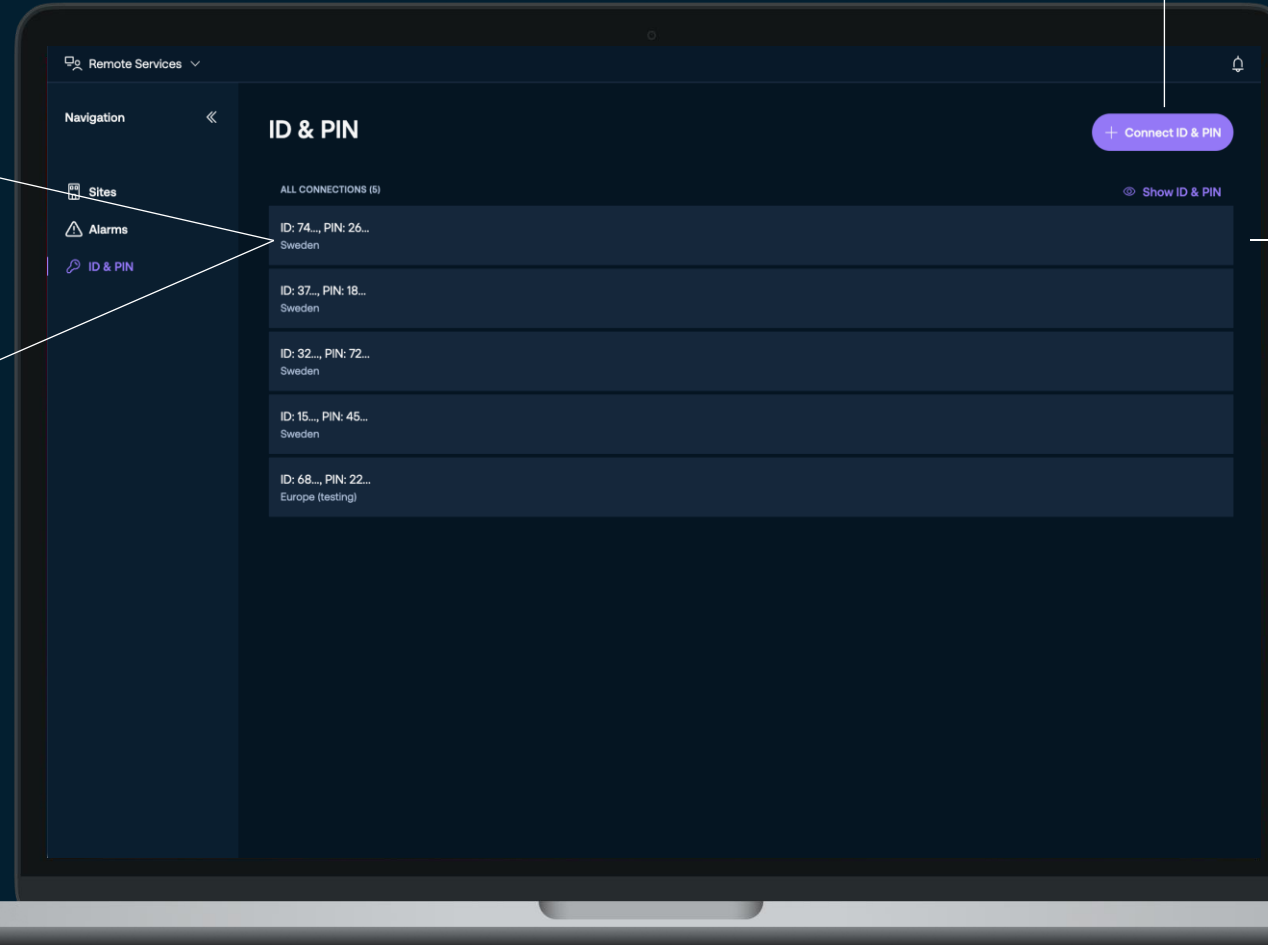 Remote Services
Navigation
ID & PIN
+ Connect ID & PIN
Sites
ALL CONNECTIONS (5)
Show ID & PIN
Alarms
ID & PIN
ID: 74..., PIN: 26...
Sweden
ID: 37..., PIN: 18...
Sweden
ID: 32..., PIN: 72...
Sweden
ID: 15..., PIN: 45...
Sweden
ID: 68..., PIN: 22...
Europe (testing)